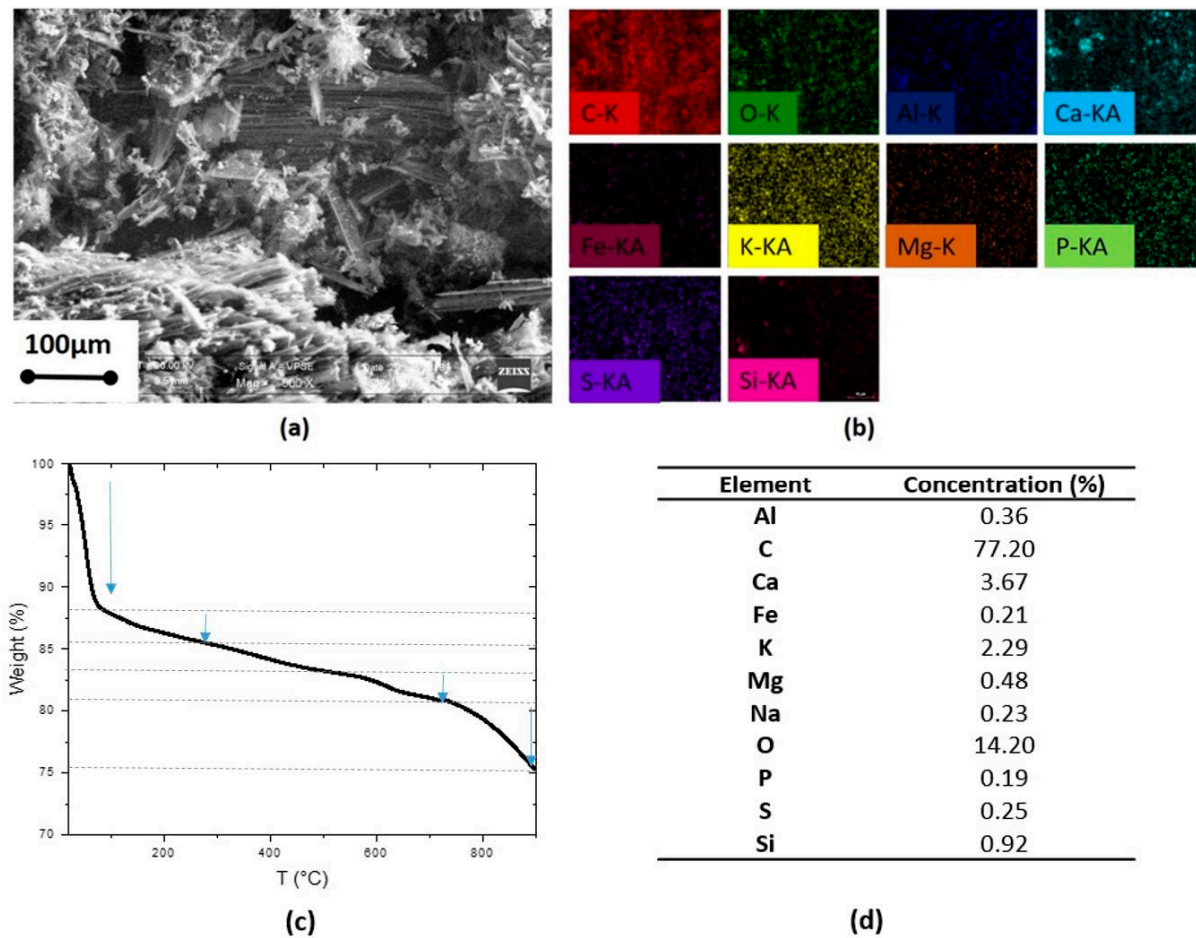 100µm
Mag = 500 X
ZEISS
(a)
C-K O-K Al-K Ca-KA
Fe-KA K-KA Mg-K P-KA
S-KA Si-KA
(b)
100
95
90
85
80
75
70
Weight (%)
200 400 600 800
T (°C)
(c)
Element Concentration (%)
Al 0.36
C 77.20
Ca 3.67
Fe 0.21
K 2.29
Mg 0.48
Na 0.23
O 14.20
P 0.19
S 0.25
Si 0.92
(d)